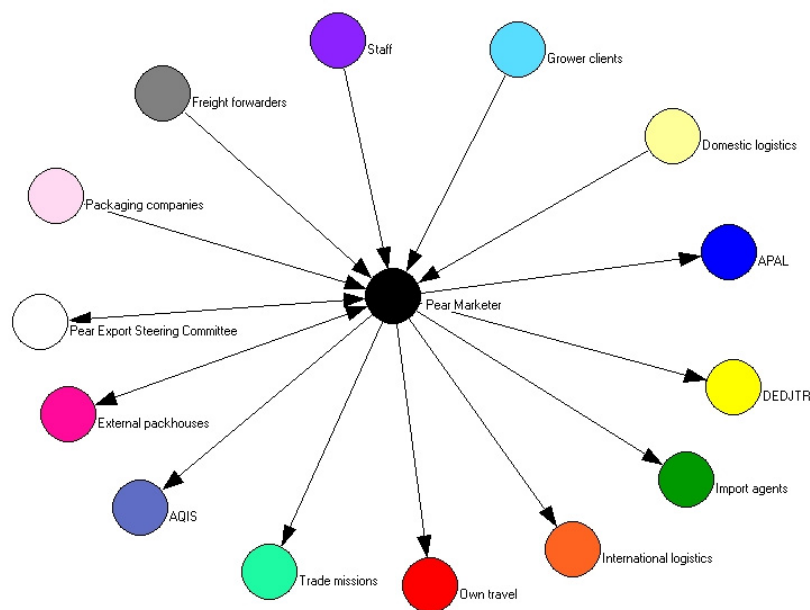 Staff
Grower clients
Freight forwarders
Domestic logistics
Packaging companies
APAL
Pear Marketer
Pear Export Steering Committee
DEDJTR
External packhouses
Import agents
AQIS
International logistics
Trade missions
Own travel